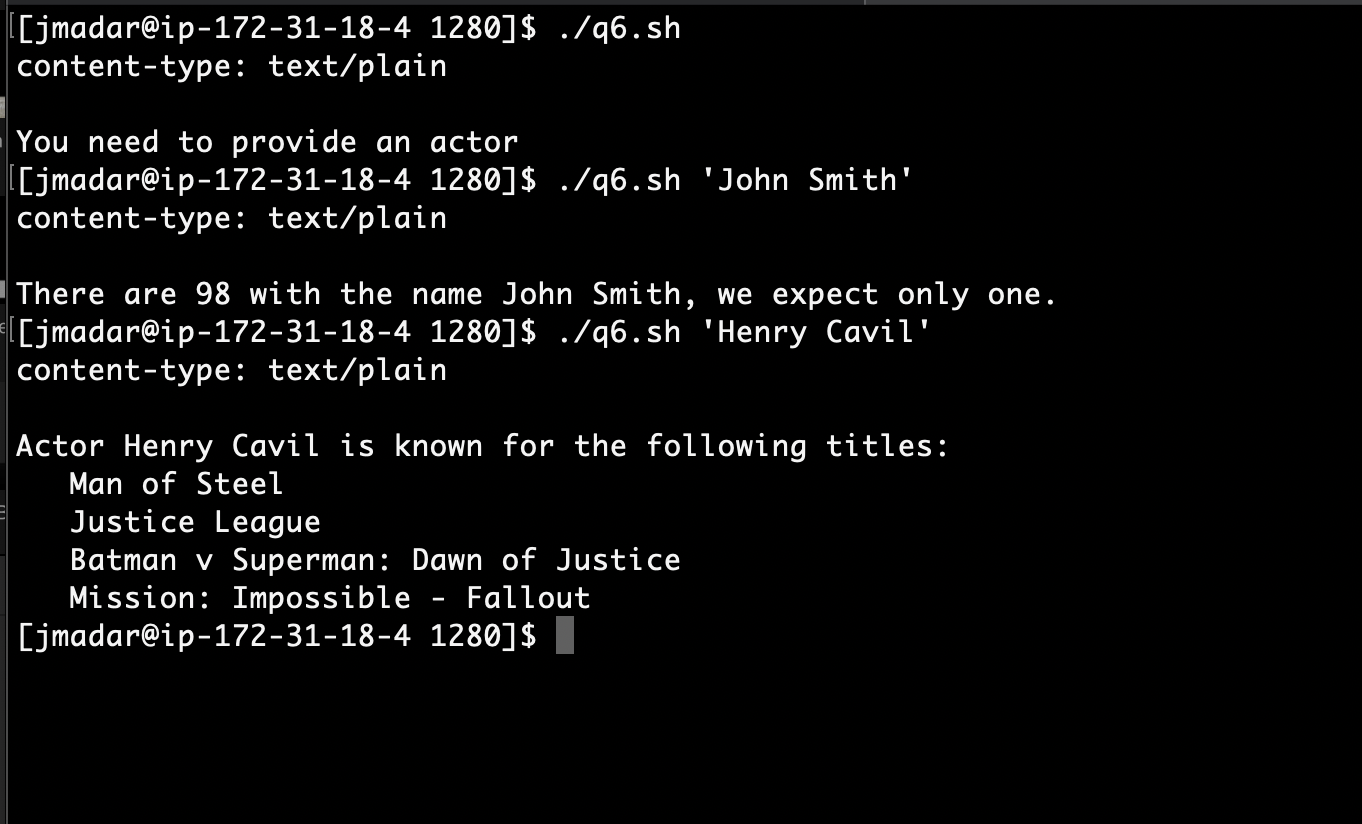 [[jmadar@ip-172-31-18-4 1280]$ ./q6.sh
content-type: text/plain
You need to provide an actor
[[jmadar@ip-172-31-18-4 1280]$ ./q6.sh 'John Smith'
content-type: text/plain
There are 98 with the name John Smith, we expect only one.
[[jmadar@ip-172-31-18-4 1280]$ ./q6.sh 'Henry Cavil'
content-type: text/plain
Actor Henry Cavil is known for the following titles:
Man of Steel
Justice League
Batman v Superman: Dawn of Justice
Mission: Impossible - Fallout
[jmadar@ip-172-31-18-4 1280]$